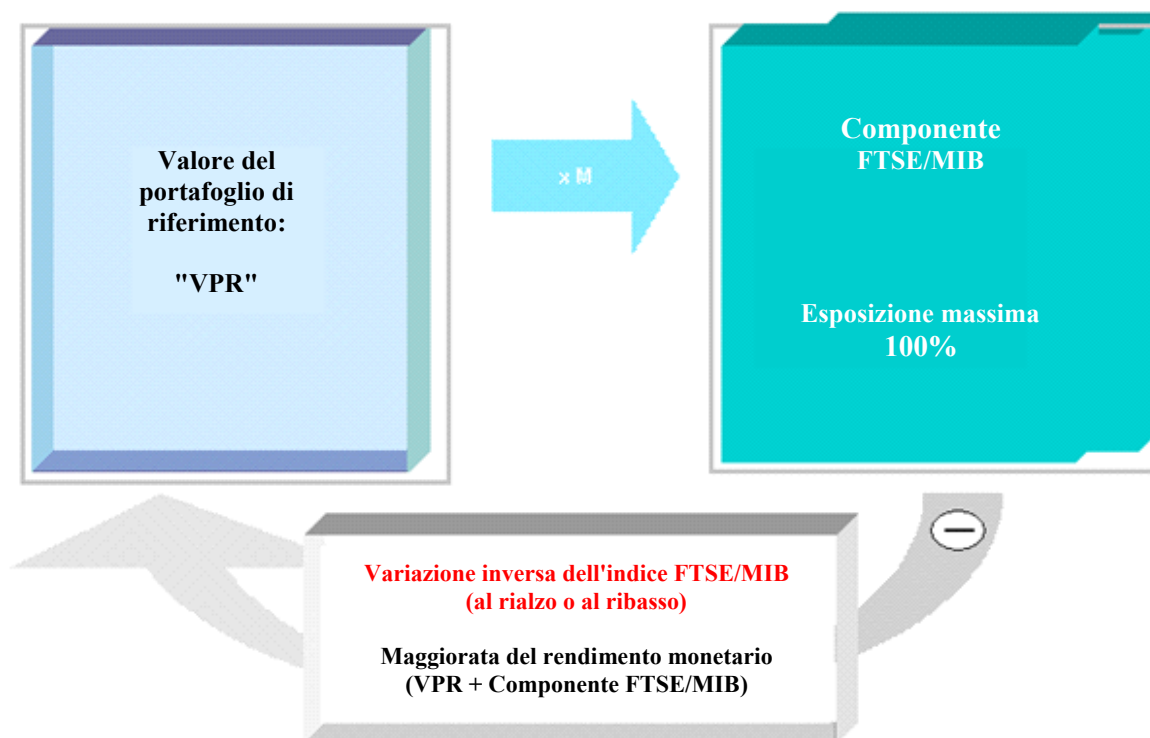 Valore del
portafoglio di
riferimento:
"VPR"
x M
Componente
FTSE/MIB
Esposizione massima
100%
Variazione inversa dell'indice FTSE/MIB
(al rialzo o al ribasso)
Maggiorata del rendimento monetario
(VPR + Componente FTSE/MIB)